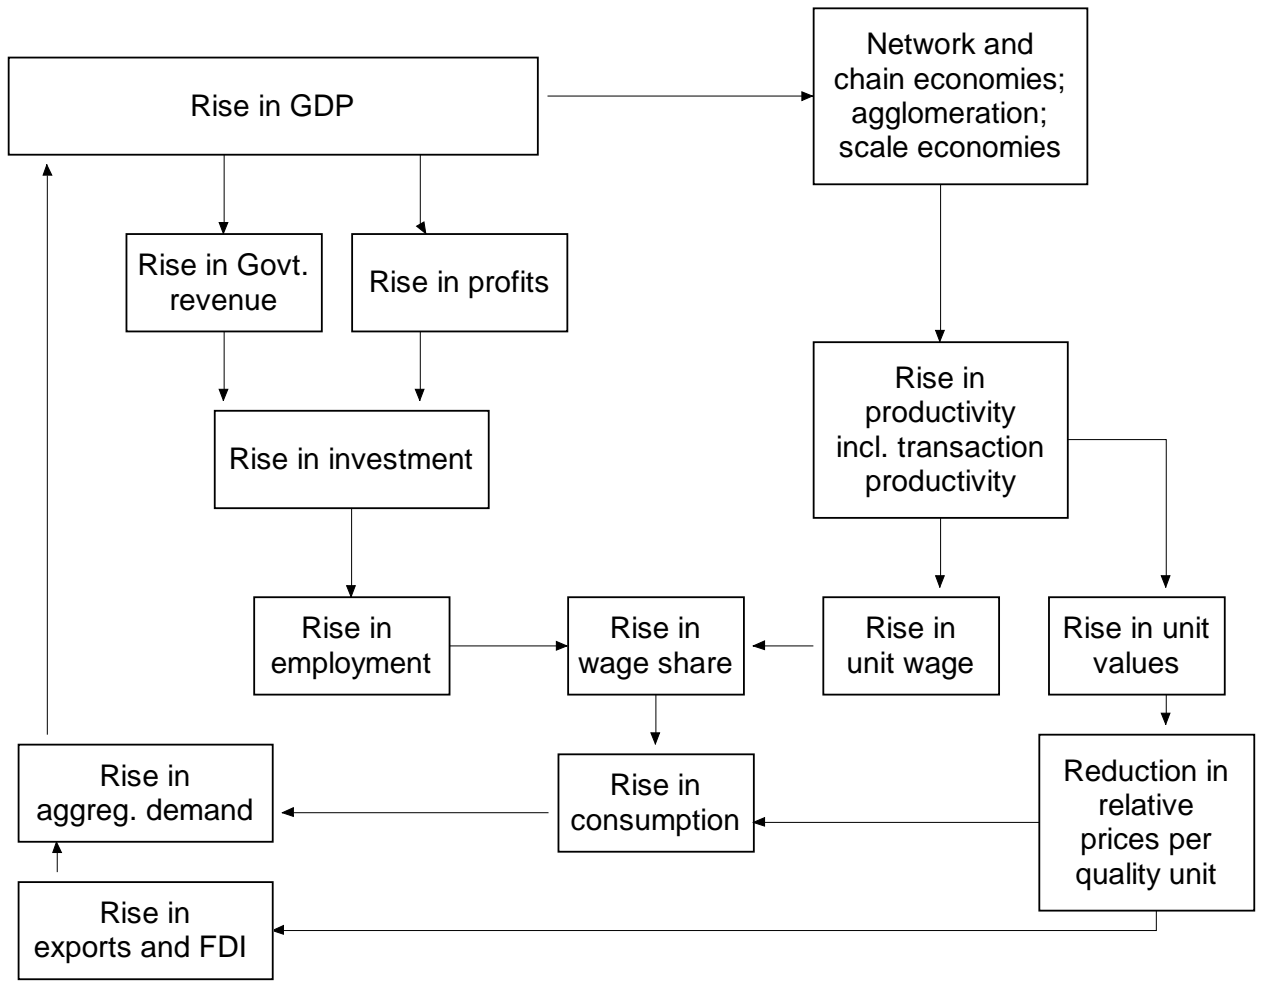 Rise in GDP
Network and
chain economies;
agglomeration;
scale economies
Rise in Govt.
revenue
Rise in profits
Rise in
productivity
incl. transaction
productivity
Rise in investment
Rise in
employment
Rise in
wage share
Rise in
unit wage
Rise in unit
values
Rise in
aggreg. demand
Rise in
consumption
Reduction in
relative
prices per
quality unit
Rise in
exports and FDI